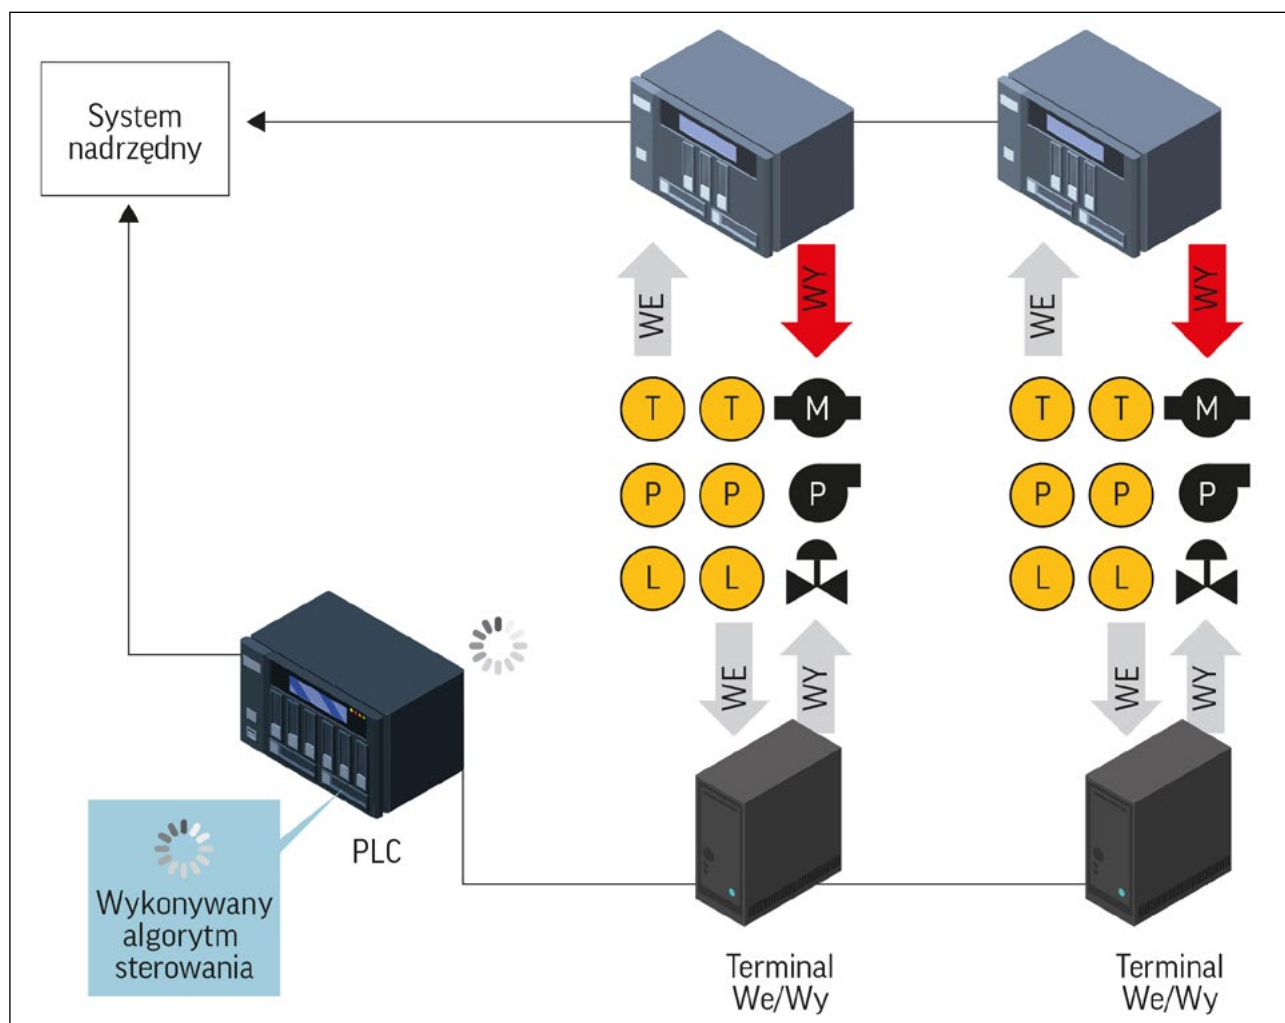 System
nadrzędny
WE
WY
WE
WY
T
T
M
T
T
M
P
P
P
P
P
P
L
L
L
L
WE
WY
WE
WY
PLC
Wykonywany
algorytm
sterowania
Terminal
We/Wy
Terminal
We/Wy